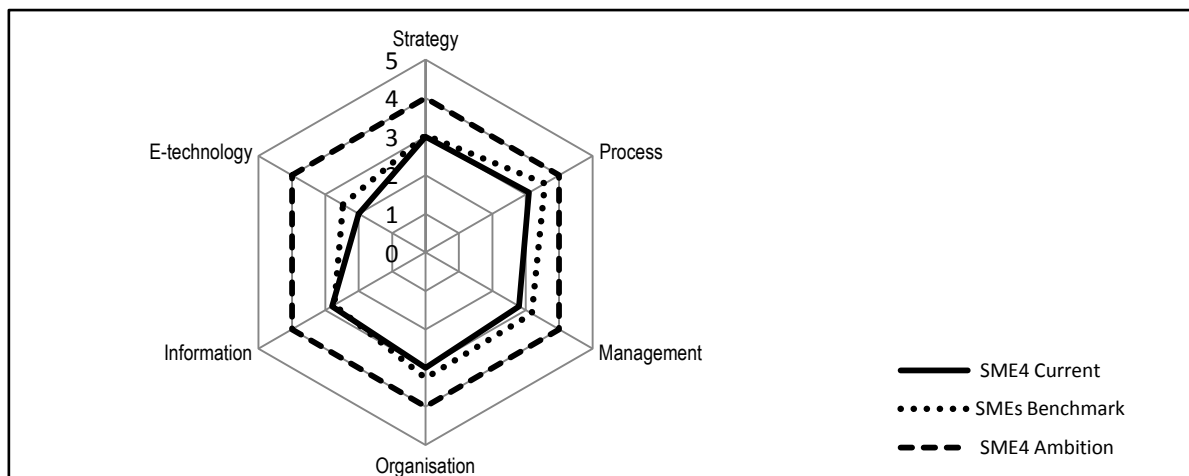 Strategy
5
4
3
2
1
0
E-technology
Process
Information
Management
Organisation
SME4 Current
SMEs Benchmark
SME4 Ambition